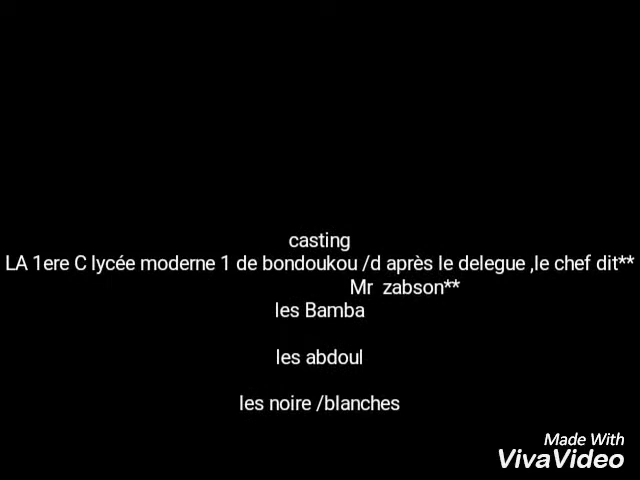 casting
LA 1ere C lycée moderne 1 de bondoukou /d après le delegue ,le chef dit**
Mr zabson**
les Bamba
les abdoul
les noire /blanches
Made With
VivaVideo